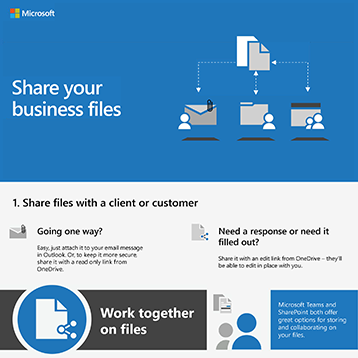 Microsoft
Share your
business files
1. Share files with a client or customer
Going one way?
Easy, just attach it to your email message
in Outlook. Or, to keep it more secure,
share it with a read only link from
OneDrive.
Need a response or need it
filled out?
Share it with an edit link from OneDrive – they'll
be able to edit in place with you.
Work together
on files
Microsoft Teams and
SharePoint both offer
great options for storing
and collaborating on
your files.